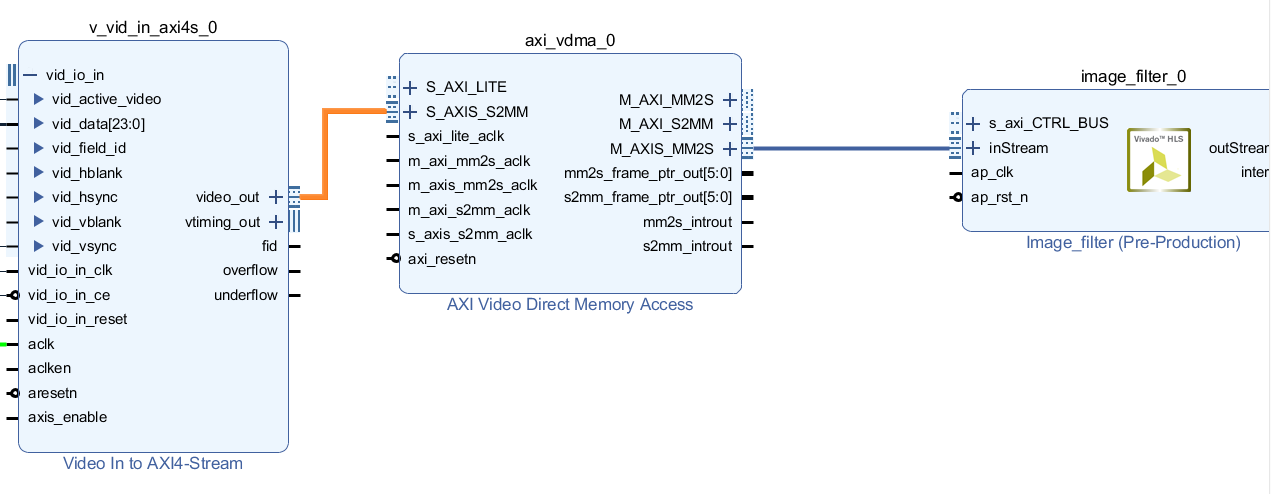 v_vid_in_axi4s_0
vid_io_in
vid_active_video
vid_data[23:0]
vid_field_id
vid_hblank
vid_hsync
video_out
vid_vblank
vtiming_out
vid_vsync
fid
vid_io_in_clk
overflow
vid_io_in_ce
underflow
vid_io_in_reset
aclk
aclken
aresetn
axis_enable
Video In to AXI4-Stream
axi_vdma_0
S_AXI_LITE
M_AXI_MM2S
S_AXIS_S2MM
M_AXI_S2MM
s_axi_lite_aclk
M_AXIS_MM2S
m_axi_mm2s_aclk
mm2s_frame_ptr_out[5:0]
m_axis_mm2s_aclk
s2mm_frame_ptr_out[5:0]
m_axi_s2mm_aclk
mm2s_introut
s_axis_s2mm_aclk
s2mm_introut
axi_resetn
AXI Video Direct Memory Access
image_filter_0
s_axi_CTRL_BUS
Vivado™ HLS
inStream
outStrear
ap_clk
inter
ap_rst_n
Image_filter (Pre-Production)